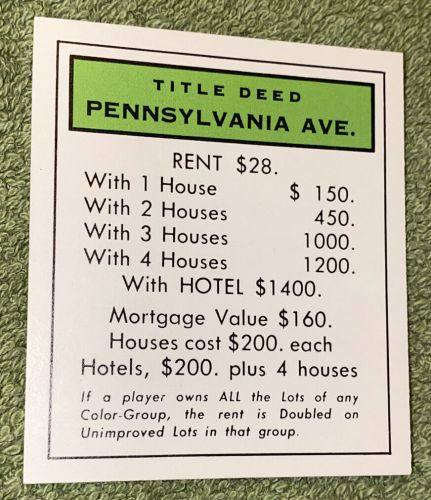 TITLE DEED
PENNSYLVANIA AVE.
RENT $28.
With 1 House $ 150.
With 2 Houses 450.
With 3 Houses 1000.
With 4 Houses 1200.
With HOTEL $1400.
Mortgage Value $160.
Houses cost $200. each
Hotels, $200. plus 4 houses
If a player owns ALL the Lots of any
Color-Group, the rent is Doubled on
Unimproved Lots in that group.